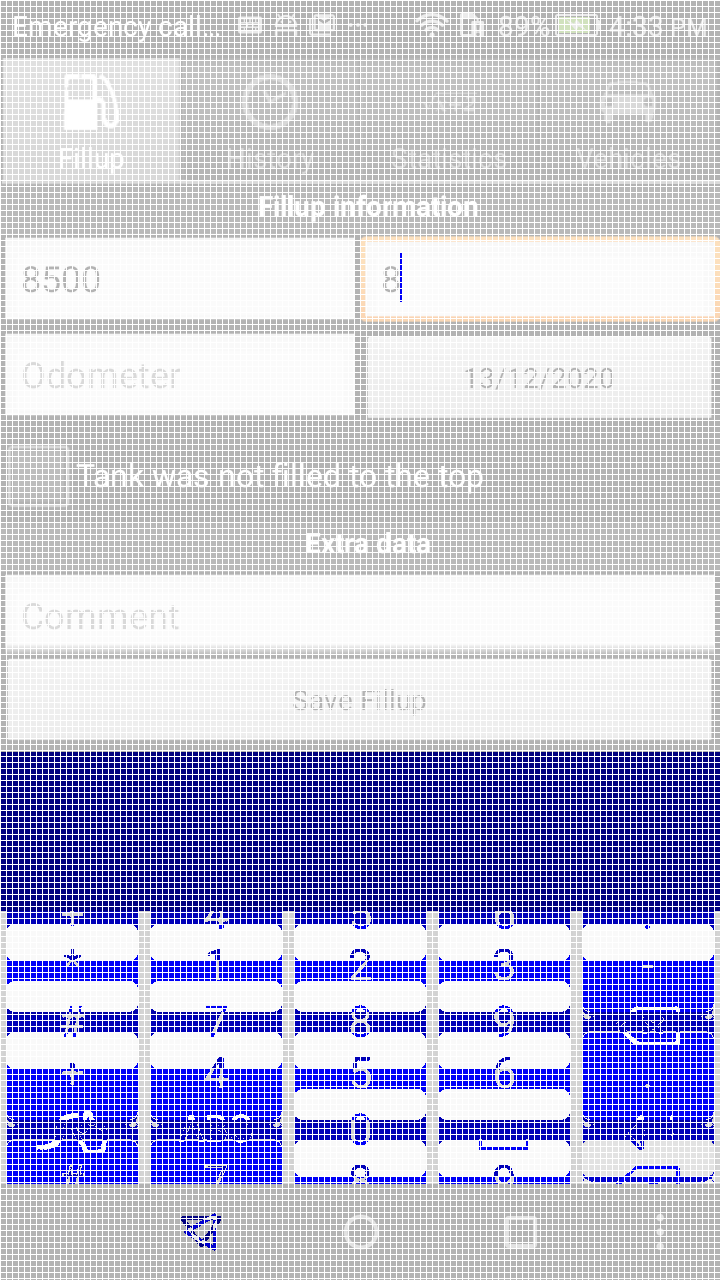 Emergency call... 89% 4:33 PM
Fillup History Statistics Vehicles
Fillup information
8500 8
Odometer 13/12/2020
Tank was not filled to the top
Extra data
Comment
Save Fillup
* 1 2 3 -
# 7 8 9
+ 4 5 6
ABC 0
# 7